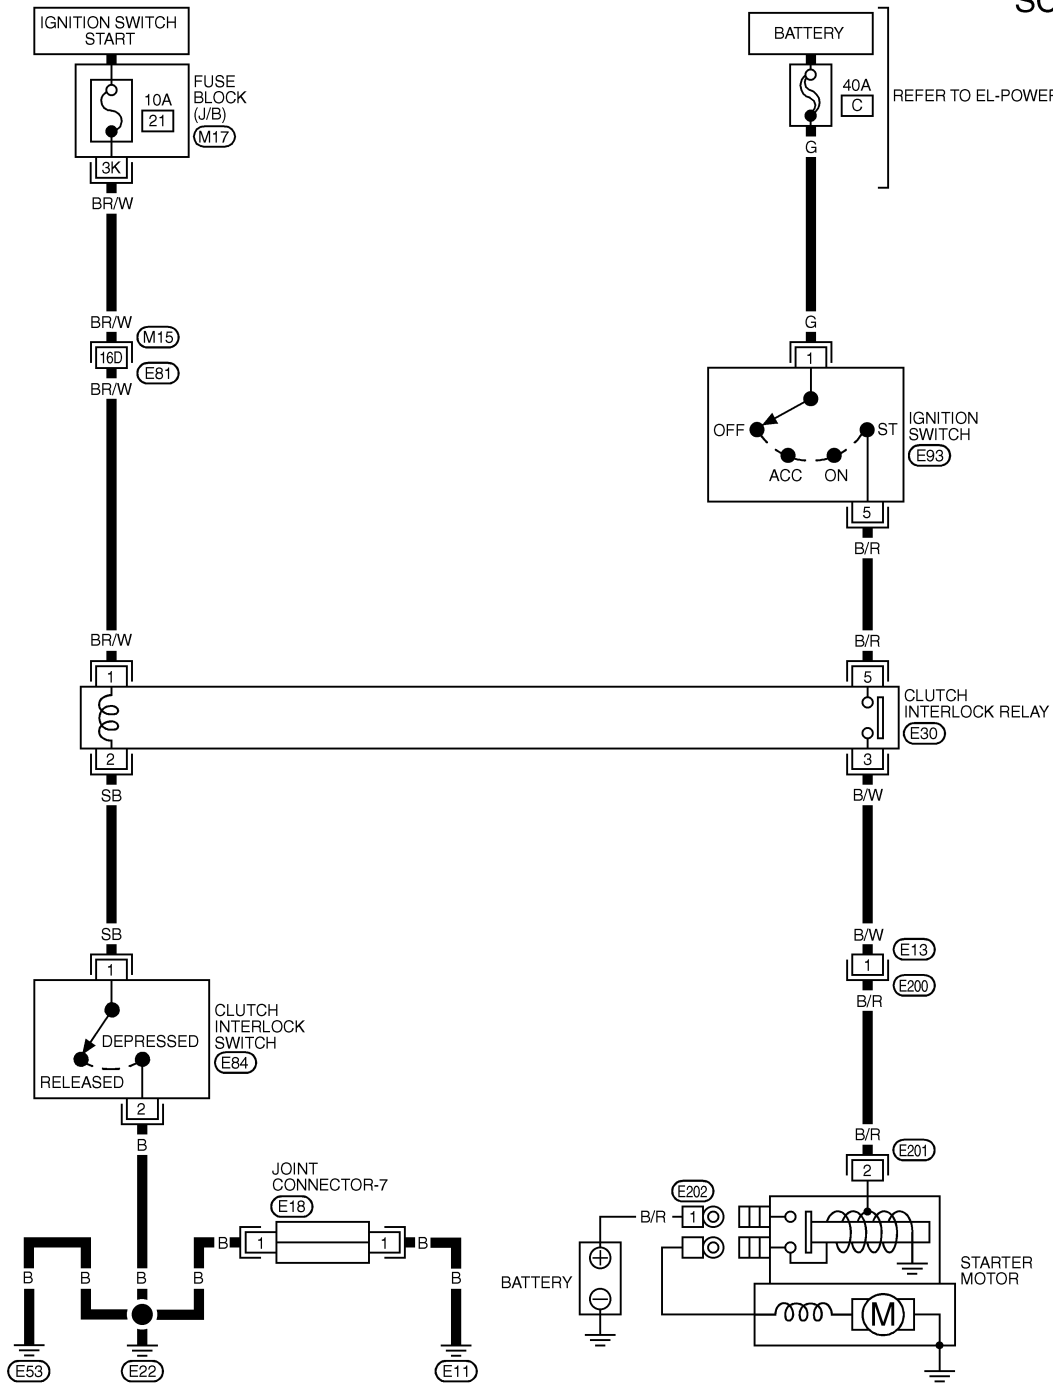 SC
IGNITION SWITCH
START
BATTERY
FUSE
BLOCK
(J/B)
M17
10A
21
40A
C
REFER TO EL-POWER
3K
G
BR/W
BR/W
M15
G
16D
1
E81
BR/W
OFF
ST
ACC
ON
IGNITION
SWITCH
E93
5
B/R
BR/W
B/R
1
5
CLUTCH
INTERLOCK RELAY
E30
2
3
SB
B/W
SB
B/W
E13
1
1
E200
B/R
DEPRESSED
RELEASED
CLUTCH
INTERLOCK
SWITCH
E84
2
B
B/R
E201
2
JOINT
CONNECTOR-7
E18
E202
B/R
1
B
1
1
B
BATTERY
STARTER
MOTOR
B
B
B
B
B
M
E53
E22
E11